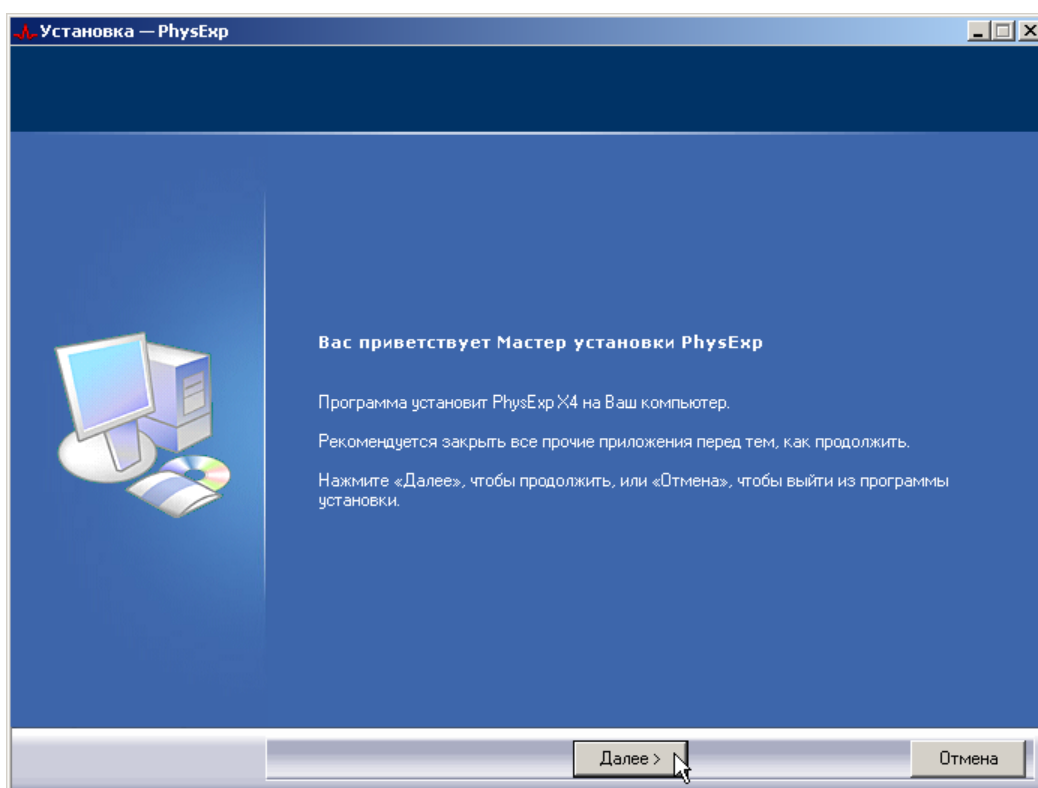 Установка — PhysExp
Вас приветствует Мастер установки PhysExp
Программа установит PhysExp X4 на Ваш компьютер.
Рекомендуется закрыть все прочие приложения перед тем, как продолжить.
Нажмите «Далее», чтобы продолжить, или «Отмена», чтобы выйти из программы
установки.
Далее >
Отмена